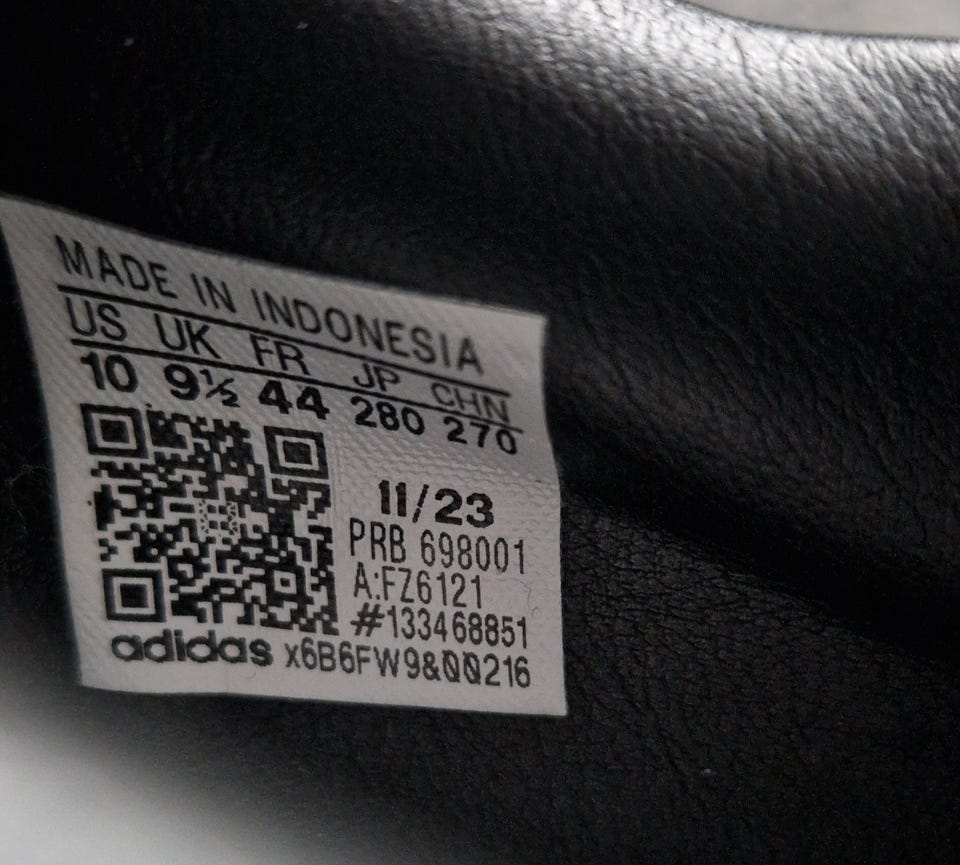 MADE IN INDONESIA
US UK FR JP CHN
10 9½ 44 280 270
11/23
PRB 698001
A:FZ6121
#133468851
adidas x6B6FW9&00216